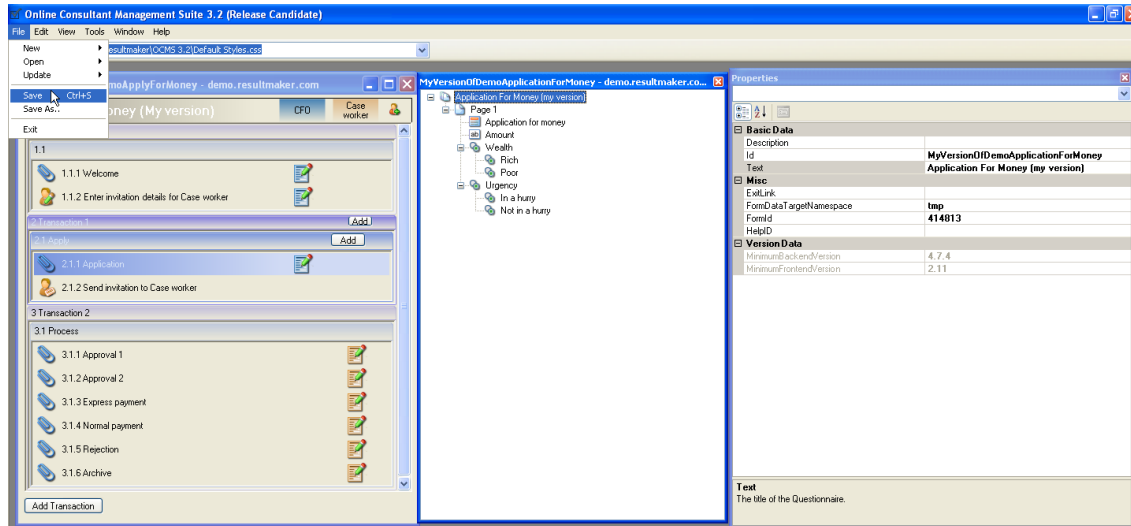 Online Consultant Management Suite 3.2 (Release Candidate)
File Edit View Tools Window Help
New
Open
Update
Save Ctrl+S
Save As..
Exit
esultmaker\OCMS 3.2\Default Styles.css
moApplyForMoney - demo.resultmaker.com
oney (My version)
CFO
Case worker
1.1
1.1.1 Welcome
1.1.2 Enter invitation details for Case worker
2 Transaction 1
Add
2.1 Apply
Add
2.1.1 Application
2.1.2 Send invitation to Case worker
3 Transaction 2
3.1 Process
3.1.1 Approval 1
3.1.2 Approval 2
3.1.3 Express payment
3.1.4 Normal payment
3.1.5 Rejection
3.1.6 Archive
Add Transaction
MyVersionOfDemoApplicationForMoney - demo.resultmaker.co...
Application For Money (my version)
Page 1
Application for money
ab Amount
Wealth
Rich
Poor
Urgency
In a hurry
Not in a hurry
Properties
Basic Data
Description
Id MyVersionOfDemoApplicationForMoney
Text Application For Money (my version)
Misc
ExitLink
FormDataTargetNamespace tmp
FormId 414813
HelpID
Version Data
MinimumBackendVersion 4.7.4
MinimumFrontendVersion 2.11
Text
The title of the Questionnaire.